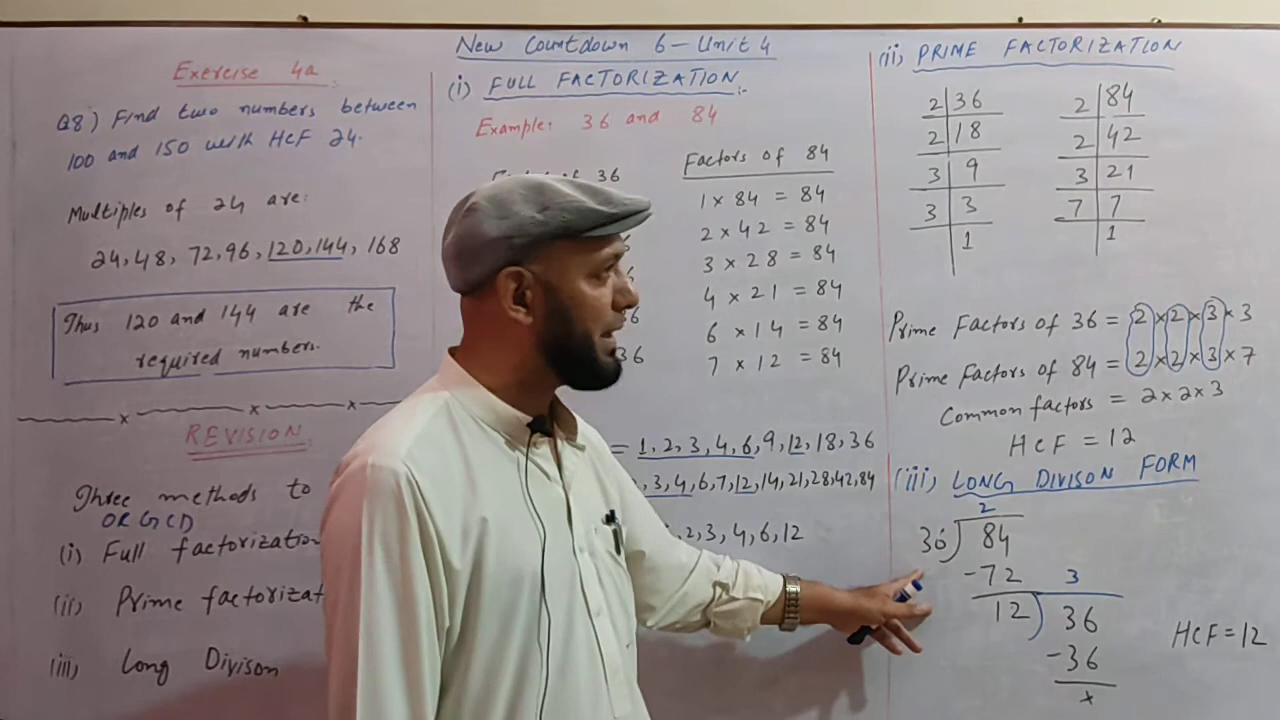 New Countdown 6 - Unit 4
Exercise 4a
Q8) Find two numbers between
100 and 150 with HCF 24.
Multiples of 24 are:
24, 48, 72, 96, 120, 144, 168
Thus 120 and 144 are the
required numbers.
REVISION
Three methods to
OR GCD
(i) Full factorization
(ii) Prime factorizat
(iii) Long Divison
(i) FULL FACTORIZATION:-
Example: 36 and 84
of 36
Factors of 84
1 × 84 = 84
2 × 42 = 84
3 × 28 = 84
4 × 21 = 84
6 × 14 = 84
7 × 12 = 84
36
= 1, 2, 3, 4, 6, 9, 12, 18, 36
, 3, 4, 6, 7, 12, 14, 21, 28, 42, 84
, 2, 3, 4, 6, 12
(ii) PRIME FACTORIZATION
2 | 36
2 | 18
3 | 9
3 | 3
1
2 | 84
2 | 42
3 | 21
7 | 7
1
Prime Factors of 36 = 2 × 2 × 3 × 3
Prime Factors of 84 = 2 × 2 × 3 × 7
Common factors = 2 × 2 × 3
HCF = 12
(iii) LONG DIVISON FORM
2
36 ) 84
-72 3
12 ) 36
-36
×
HCF = 12